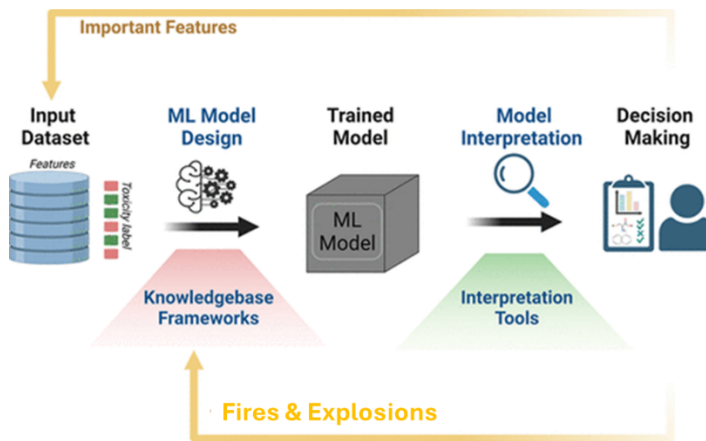 Important Features
Input
Dataset
ML Model
Design
Trained
Model
Model
Interpretation
Decision
Making
Features
Toxicity label
ML
Model
Knowledgebase
Frameworks
Interpretation
Tools
Fires & Explosions